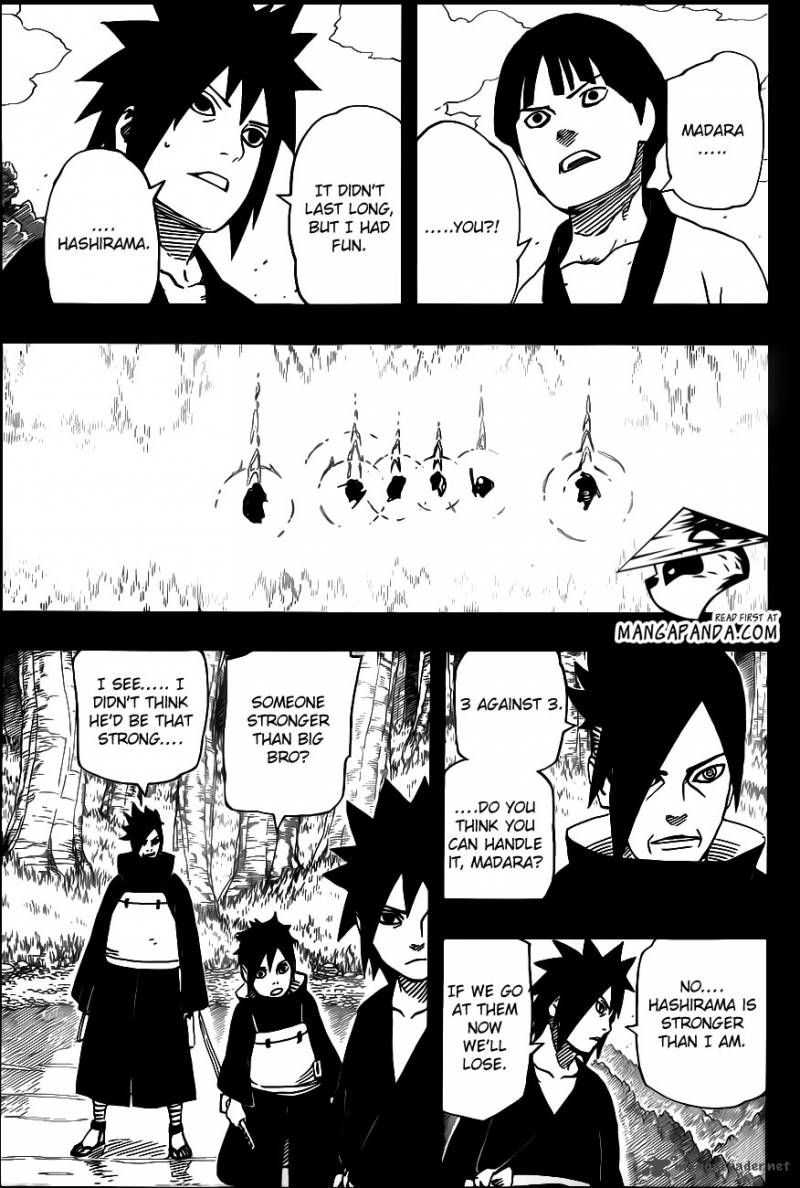 MADARA
.....
.....YOU?!
IT DIDN'T
LAST LONG,
BUT I HAD
FUN.
....
HASHIRAMA.
READ FIRST AT
MANGAPANDA.COM
3 AGAINST 3.
....DO YOU
THINK YOU
CAN HANDLE
IT, MADARA?
NO....
HASHIRAMA IS
STRONGER
THAN I AM.
IF WE GO
AT THEM
NOW
WE'LL
LOSE.
SOMEONE
STRONGER
THAN BIG
BRO?
I SEE..... I
DIDN'T THINK
HE'D BE THAT
STRONG....
mangareader.net